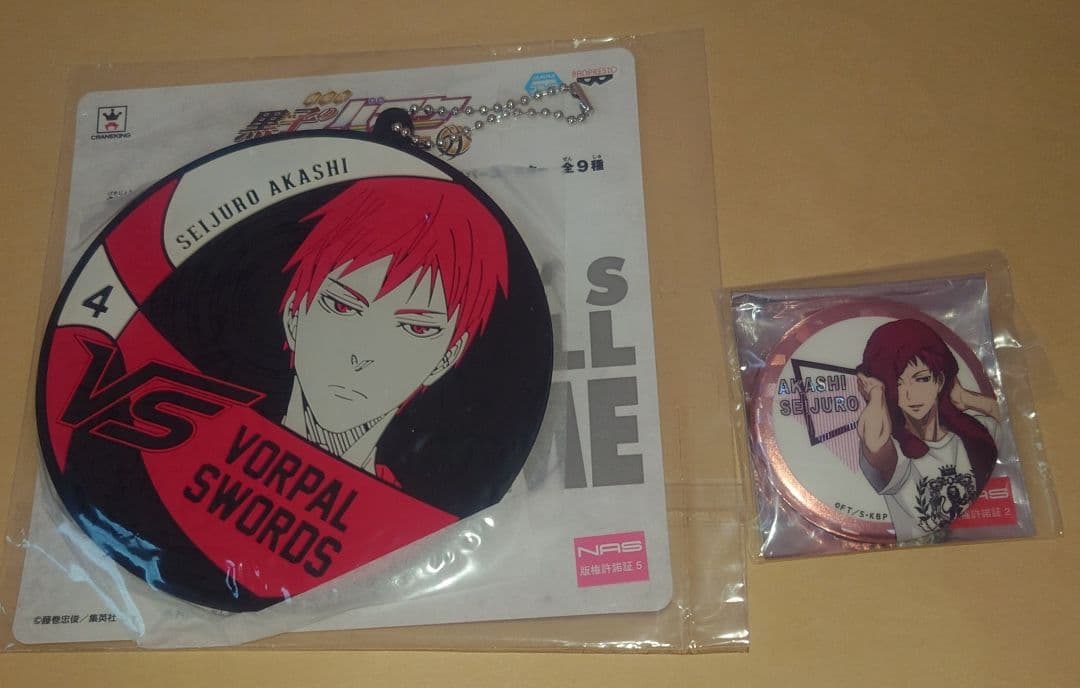 CRANEKING
BANPRESTO
黒子のバスケ
全9種
SEIJURO AKASHI
4
VS
VORPAL
SWORDS
S
LL
ME
NAS
版権許諾証5
©藤巻忠俊/集英社
AKASHI
SEIJURO
©FT/S・KBP
NAS
権許諾証2